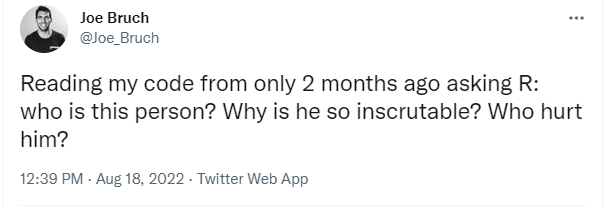 Joe Bruch
@Joe_Bruch
Reading my code from only 2 months ago asking R:
who is this person? Why is he so inscrutable? Who hurt
him?
12:39 PM · Aug 18, 2022 · Twitter Web App